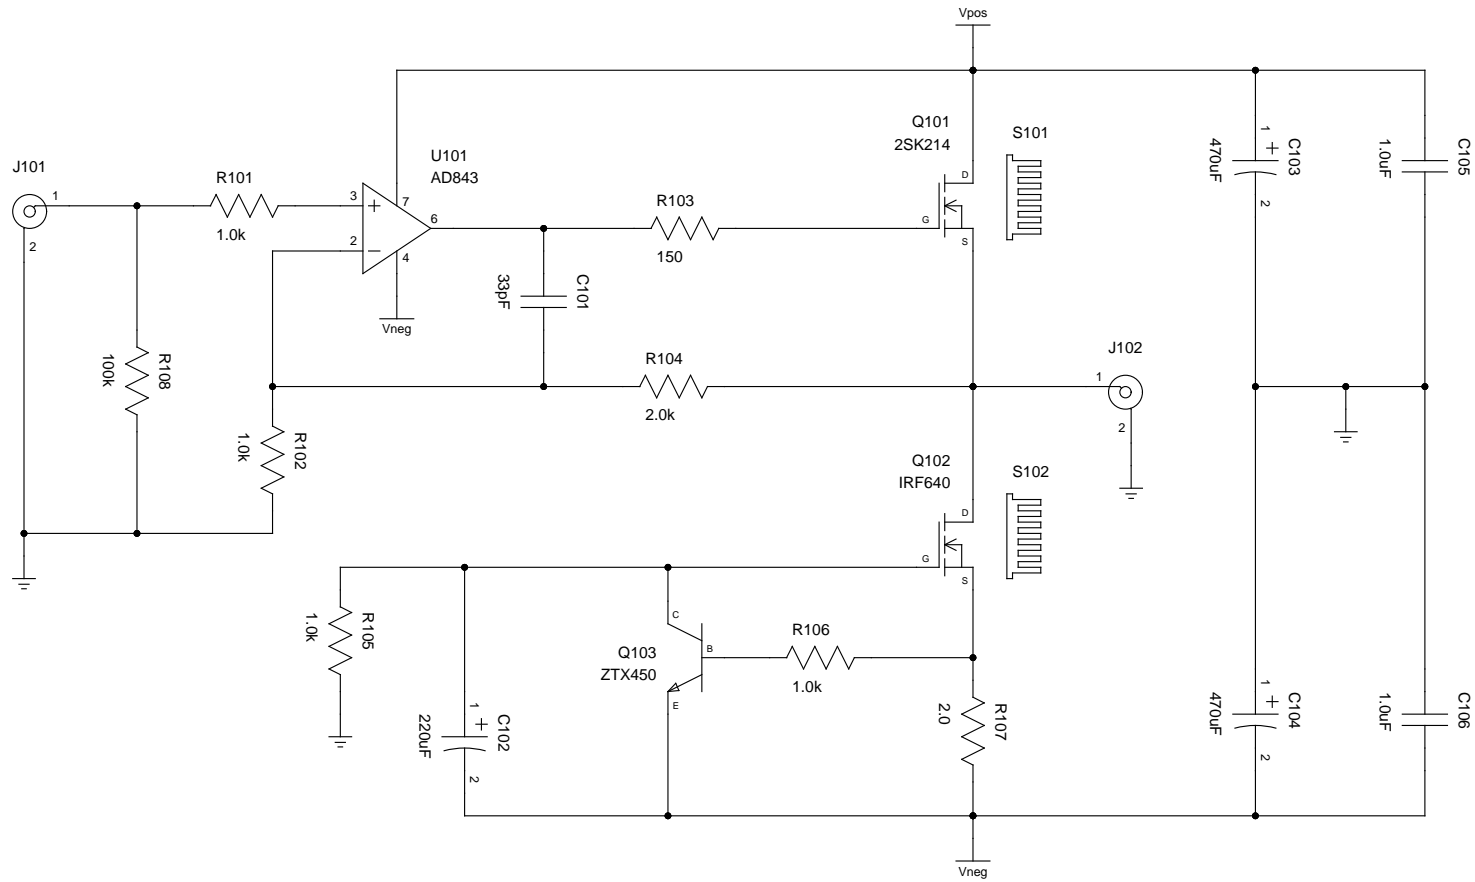 Vpos
Q101
2SK214
S101
D
G
S
J101
1
2
R101
1.0k
U101
AD843
3
2
+
−
7
4
6
Vneg
R103
150
C101
33pF
R108
100k
R104
2.0k
R102
1.0k
J102
1
2
1
+
C103
470uF
2
C105
1.0uF
Q102
IRF640
S102
D
G
S
R105
1.0k
1
+
C102
220uF
2
C
Q103
ZTX450
B
E
R106
1.0k
R107
2.0
1
+
C104
470uF
2
C106
1.0uF
Vneg